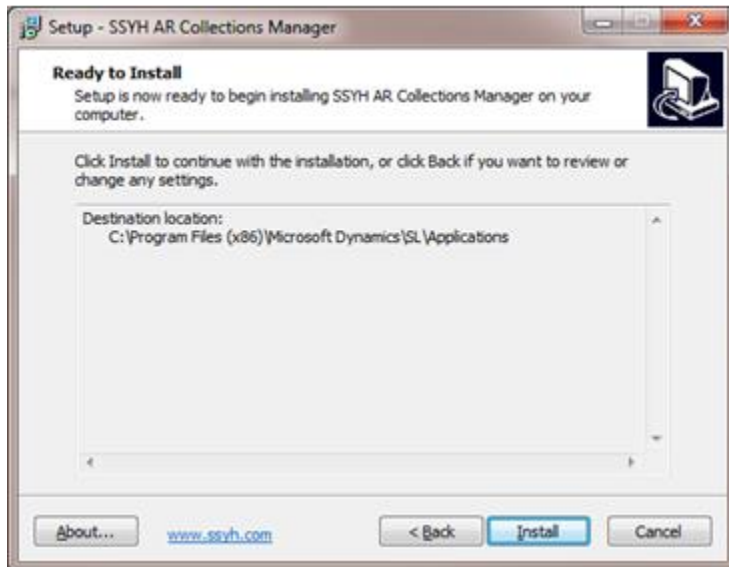 Setup - SSYH AR Collections Manager
Ready to Install
Setup is now ready to begin installing SSYH AR Collections Manager on your
computer.
Click Install to continue with the installation, or click Back if you want to review or
change any settings.
Destination location:
C:\Program Files (x86)\Microsoft Dynamics\SL\Applications
About...
www.ssyh.com
< Back
Install
Cancel